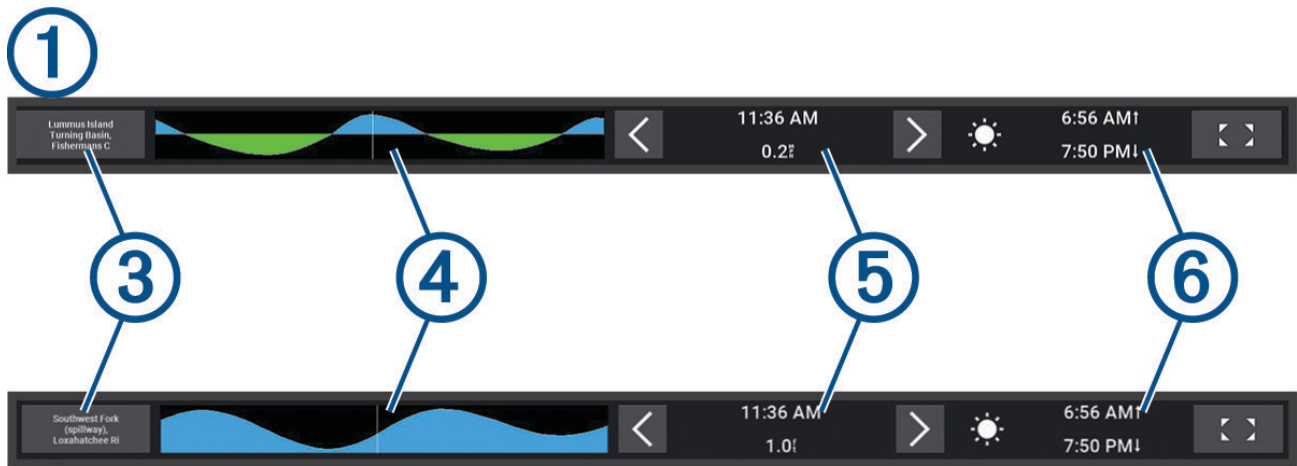 1
Lummus Island
Turning Basin,
Fishermans C
11:36 AM
0.2
6:56 AM↑
7:50 PM↓
3
4
5
6
Southwest Fork
(spillway),
Loxahatchee Ri
11:36 AM
1.0
6:56 AM↑
7:50 PM↓